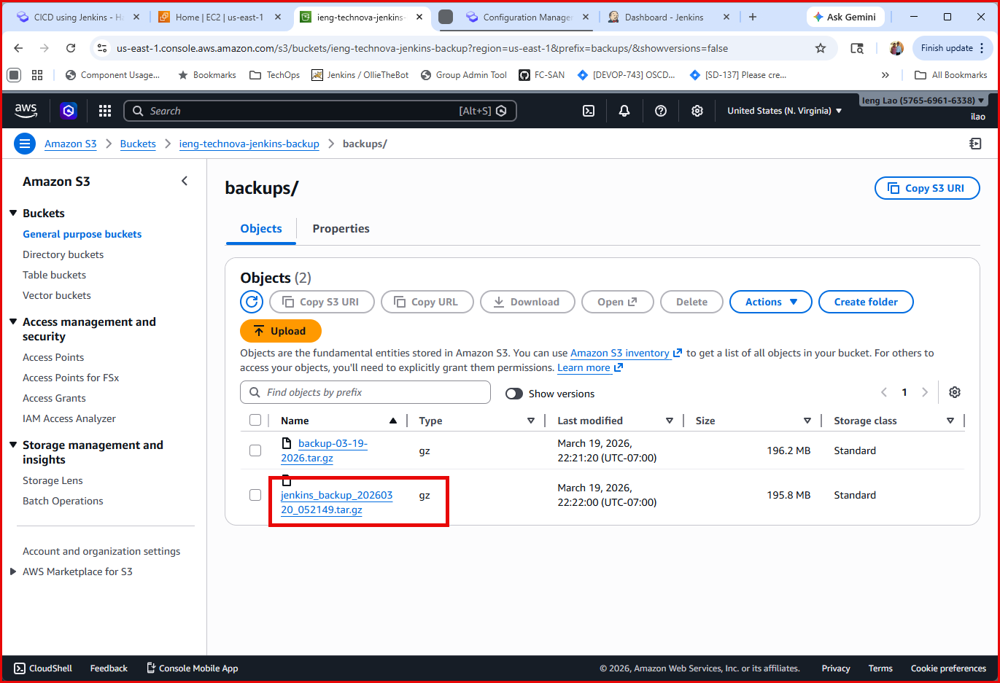 CICD using Jenkins - Ha
Home | EC2 | us-east-1
ieng-technova-jenkins-
Configuration Manager
Dashboard - Jenkins
Ask Gemini
us-east-1.console.aws.amazon.com/s3/buckets/ieng-technova-jenkins-backup?region=us-east-1&prefix=backups/&showversions=false
Finish update
Component Usage...
Bookmarks
TechOps
Jenkins / OllieTheBot
Group Admin Tool
FC-SAN
[DEVOP-743] OSCD...
[SD-137] Please cre...
»
All Bookmarks
aws
Search
[Alt+S]
United States (N. Virginia)
Ieng Lao (5765-6961-6338)
ilao
Amazon S3
Buckets
ieng-technova-jenkins-backup
backups/
Amazon S3
Buckets
General purpose buckets
Directory buckets
Table buckets
Vector buckets
Access management and
security
Access Points
Access Points for FSx
Access Grants
IAM Access Analyzer
Storage management and
insights
Storage Lens
Batch Operations
Account and organization settings
AWS Marketplace for S3
backups/
Copy S3 URI
Objects
Properties
Objects (2)
Copy S3 URI
Copy URL
Download
Open
Delete
Actions
Create folder
Upload
Objects are the fundamental entities stored in Amazon S3. You can use Amazon S3 inventory to get a list of all objects in your bucket. For others to
access your objects, you'll need to explicitly grant them permissions. Learn more
Find objects by prefix
Show versions
1
Name
Type
Last modified
Size
Storage class
backup-03-19-
2026.tar.gz
gz
March 19, 2026,
22:21:20 (UTC-07:00)
196.2 MB
Standard
jenkins_backup_202603
20_052149.tar.gz
gz
March 19, 2026,
22:22:00 (UTC-07:00)
195.8 MB
Standard
CloudShell
Feedback
Console Mobile App
© 2026, Amazon Web Services, Inc. or its affiliates.
Privacy
Terms
Cookie preferences